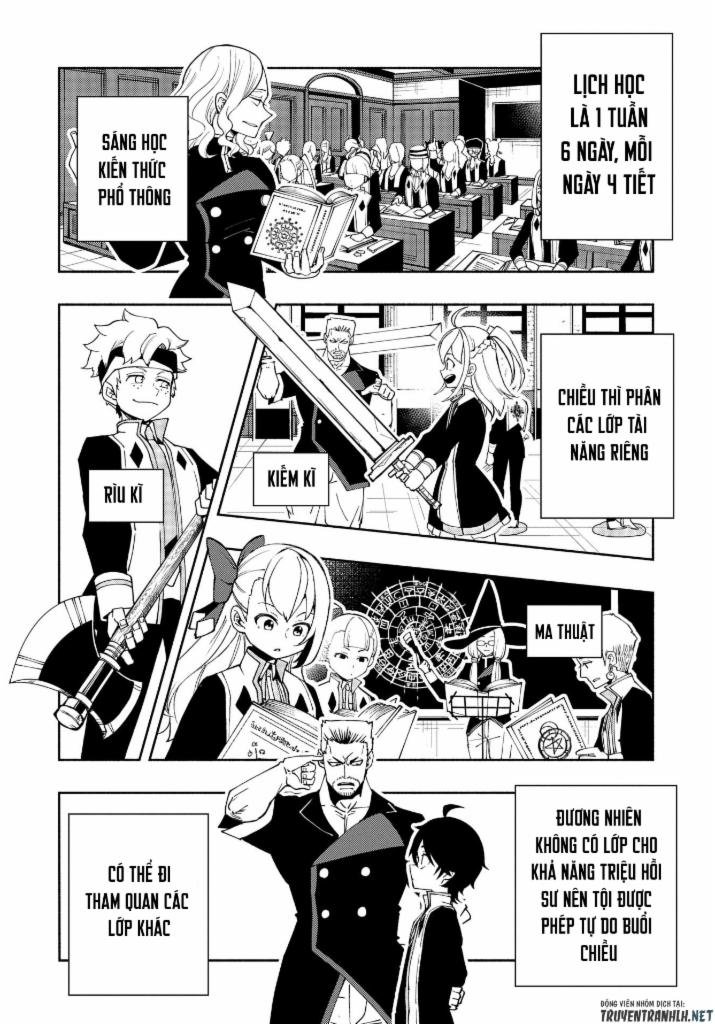 LỊCH HỌC
LÀ 1 TUẦN
6 NGÀY, MỖI
NGÀY 4 TIẾT
SÁNG HỌC
KIẾN THỨC
PHỔ THÔNG
CHIỀU THÌ PHÂN
CÁC LỚP TÀI
NĂNG RIÊNG
KIẾM KĨ
RÌU KĨ
MA THUẬT
ĐƯƠNG NHIÊN
KHÔNG CÓ LỚP CHO
KHẢ NĂNG TRIỆU HỒI
SƯ NÊN TỘI ĐƯỢC
PHÉP TỰ DO BUỔI
CHIỀU
CÓ THỂ ĐI
THAM QUAN CÁC
LỚP KHÁC
ĐỘNG VIÊN NHÓM DỊCH TẠI:
TRUYENTRANHLH.NET